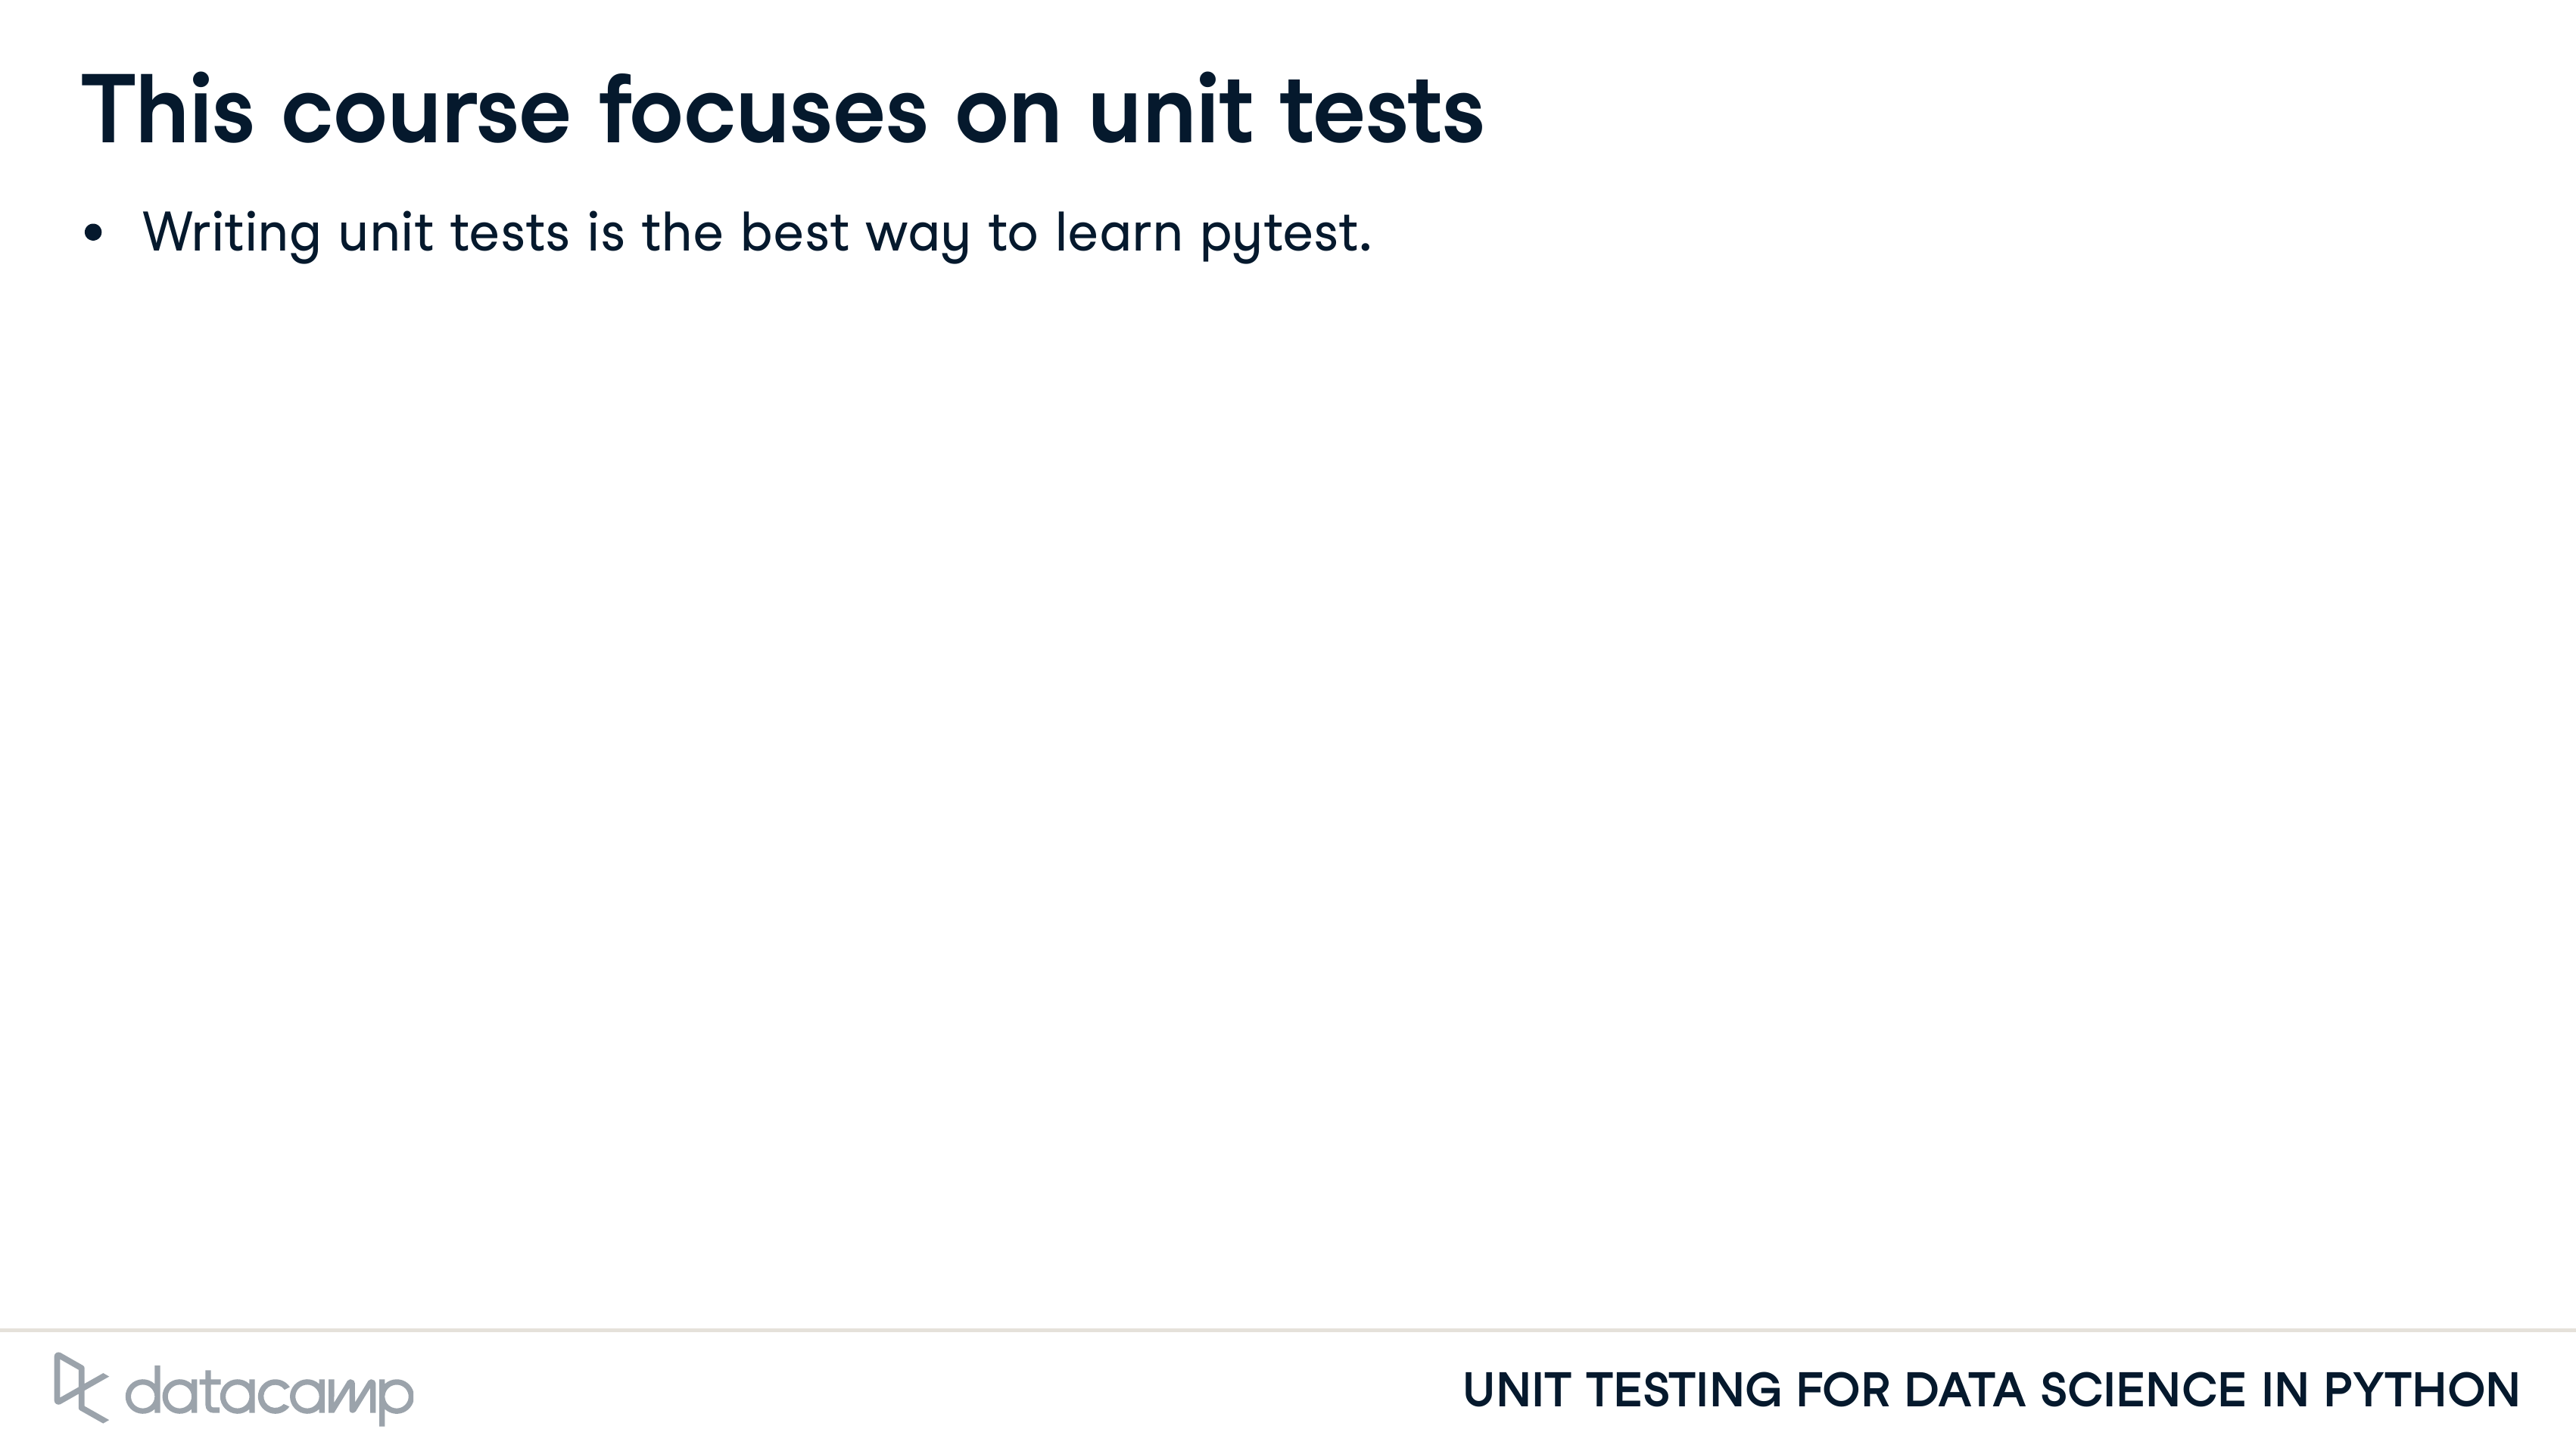 This course focuses on unit tests
• Writing unit tests is the best way to learn pytest.
datacamp
UNIT TESTING FOR DATA SCIENCE IN PYTHON